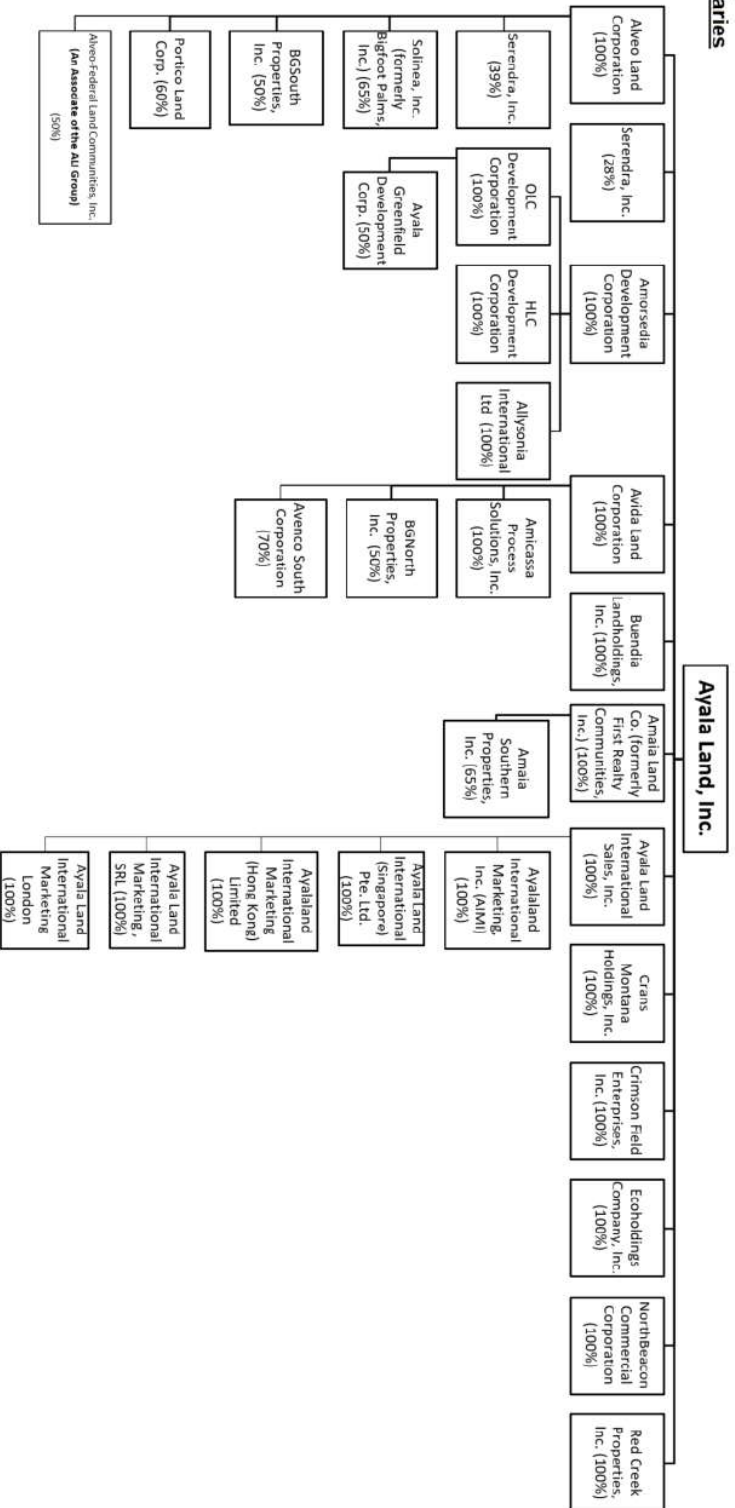 aries
Ayala Land, Inc.
Alveo Land
Corporation
(100%)
Serendra, Inc.
(28%)
Amorsedia
Development
Corporation
(100%)
Avida Land
Corporation
(100%)
Buendia
Landholdings,
Inc. (100%)
Amaia Land
Co. (formerly
First Realty
Communities,
Inc.) (100%)
Ayala Land
International
Sales, Inc.
(100%)
Crans
Montana
Holdings, Inc.
(100%)
Crimson Field
Enterprises,
Inc. (100%)
Ecoholdings
Company, Inc.
(100%)
NorthBeacon
Commercial
Corporation
(100%)
Red Creek
Properties,
Inc. (100%)
Serendra, Inc.
(39%)
Solinea, Inc.
(formerly
Bigfoot Palms,
Inc.) (65%)
BGSouth
Properties,
Inc. (50%)
Portico Land
Corp. (60%)
Alveo-Federal Land Communities, Inc.
(An Associate of the ALI Group)
(50%)
OLC
Development
Corporation
(100%)
HLC
Development
Corporation
(100%)
Allysonia
International
Ltd (100%)
Ayala
Greenfield
Development
Corp. (50%)
Amicassa
Process
Solutions, Inc.
(100%)
BGNorth
Properties,
Inc. (50%)
Avenco South
Corporation
(70%)
Amaia
Southern
Properties,
Inc. (65%)
Ayalaland
International
Marketing,
Inc. (AIMI)
(100%)
Ayala Land
International
(Singapore)
Pte. Ltd.
(100%)
Ayalaland
International
Marketing
(Hong Kong)
Limited
(100%)
Ayala Land
International
Marketing,
SRL (100%)
Ayala Land
International
Marketing
London
(100%)